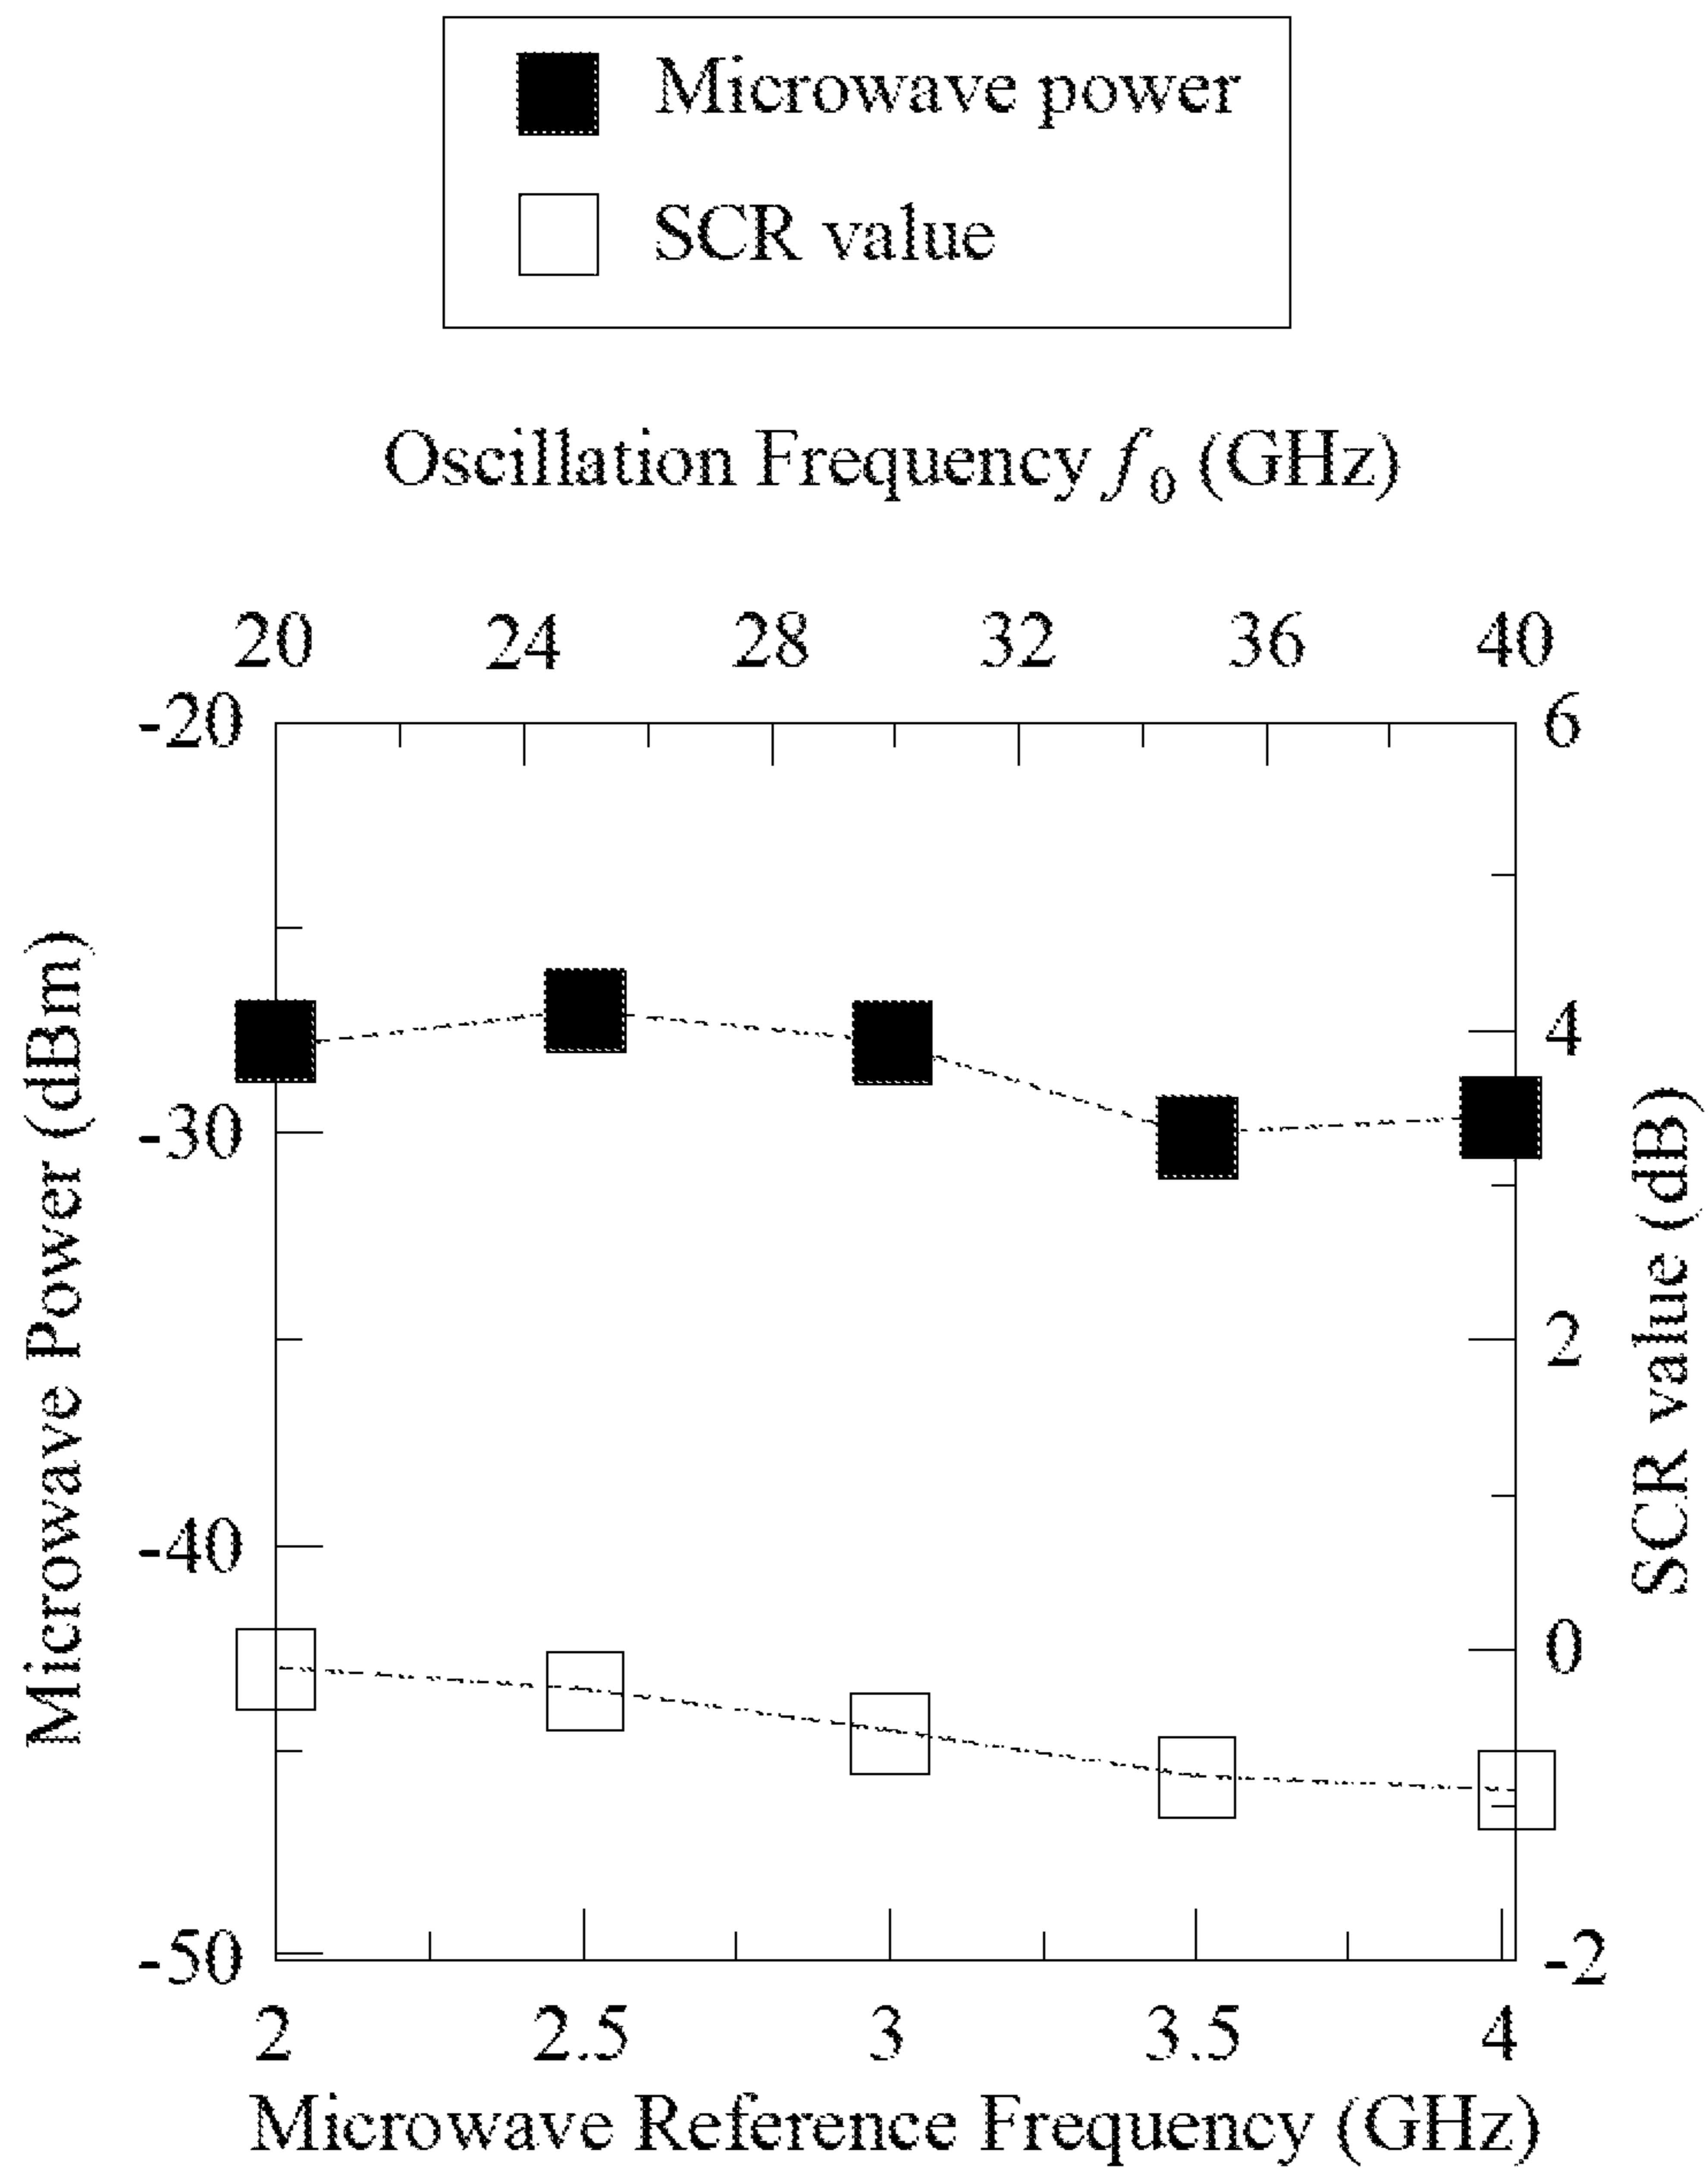 Microwave power
SCR value
Oscillation Frequency f0 (GHz)
20 24 28 32 36 40
-20 6
4
-30
2
-40
0
-50 -2
Microwave Power (dBm)
SCR value (dB)
2 2.5 3 3.5 4
Microwave Reference Frequency (GHz)